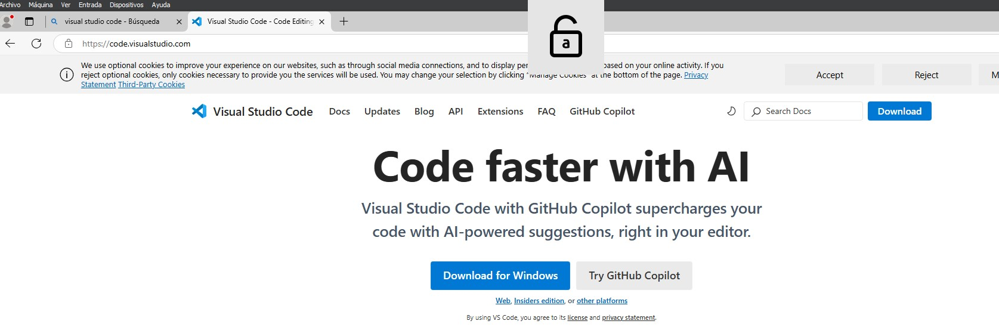 Archivo Máquina Ver Entrada Dispositivos Ayuda
visual studio code - Búsqueda
Visual Studio Code - Code Editing
https://code.visualstudio.com
a
We use optional cookies to improve your experience on our websites, such as through social media connections, and to display based on your online activity. If you
reject optional cookies, only cookies necessary to provide you the services will be used. You may change your selection by clicking "Manage Cookies" at the bottom of the page. Privacy
Statement Third-Party Cookies
Accept
Reject
M
Visual Studio Code Docs Updates Blog API Extensions FAQ GitHub Copilot
Search Docs
Download
Code faster with AI
Visual Studio Code with GitHub Copilot supercharges your
code with AI-powered suggestions, right in your editor.
Download for Windows
Try GitHub Copilot
Web, Insiders edition, or other platforms
By using VS Code, you agree to its license and privacy statement.